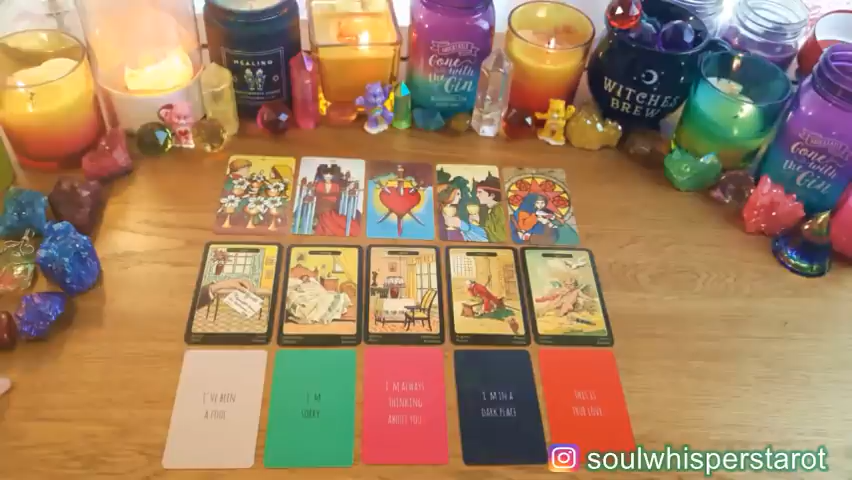 HEALING
Gone
with
the
Gin
WITCHES
BREW
Gone
with
the
Gin
I'VE BEEN
A FOOL
I'M
SORRY
I'M ALWAYS
THINKING
ABOUT YOU
I'M IN A
DARK PLACE
THIS IS
TRUE LOVE
soulwhisperstarot